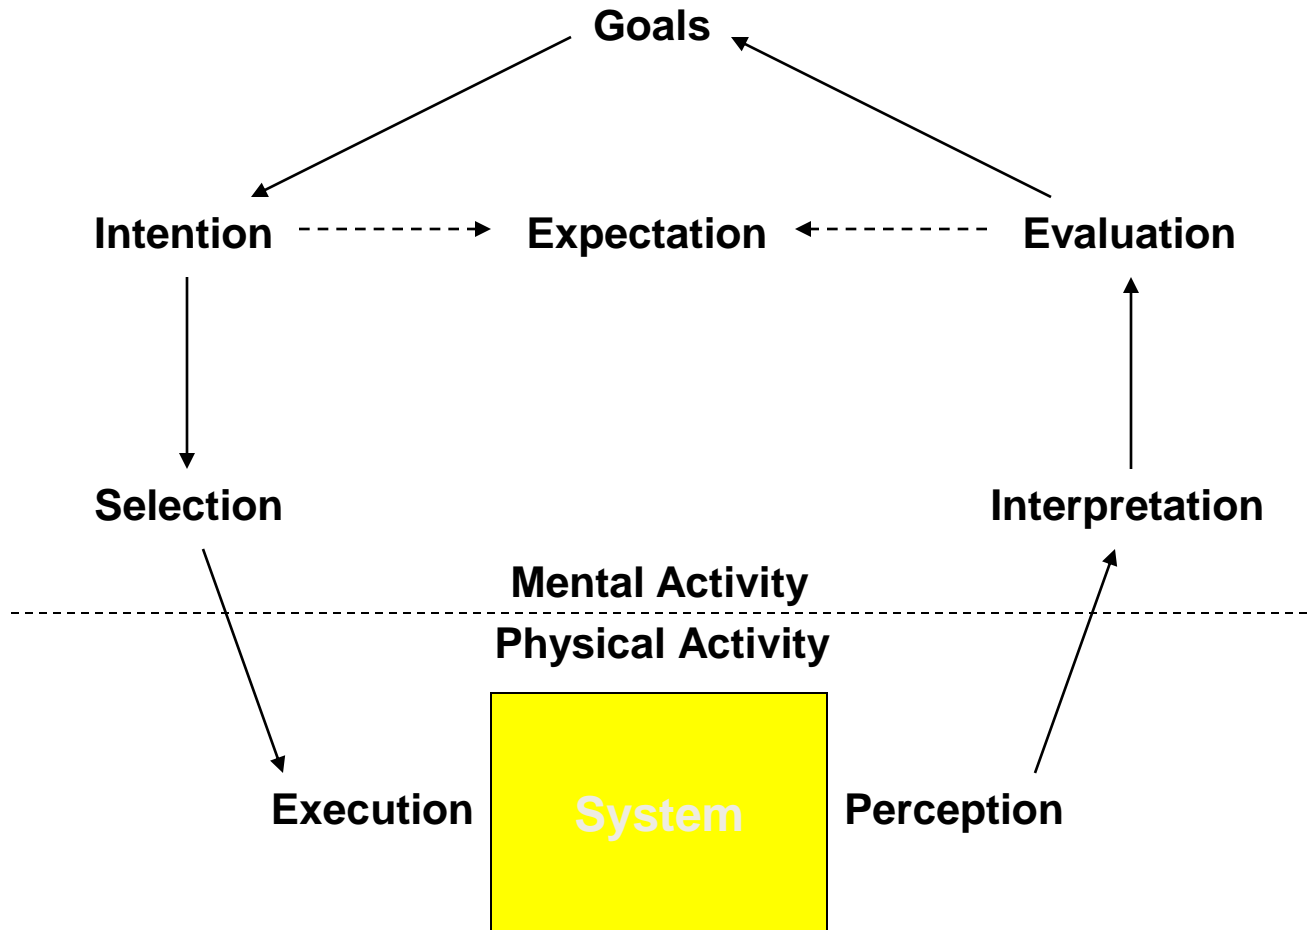 Goals
Intention
Expectation
Evaluation
Selection
Interpretation
Mental Activity
Physical Activity
Execution
System
Perception